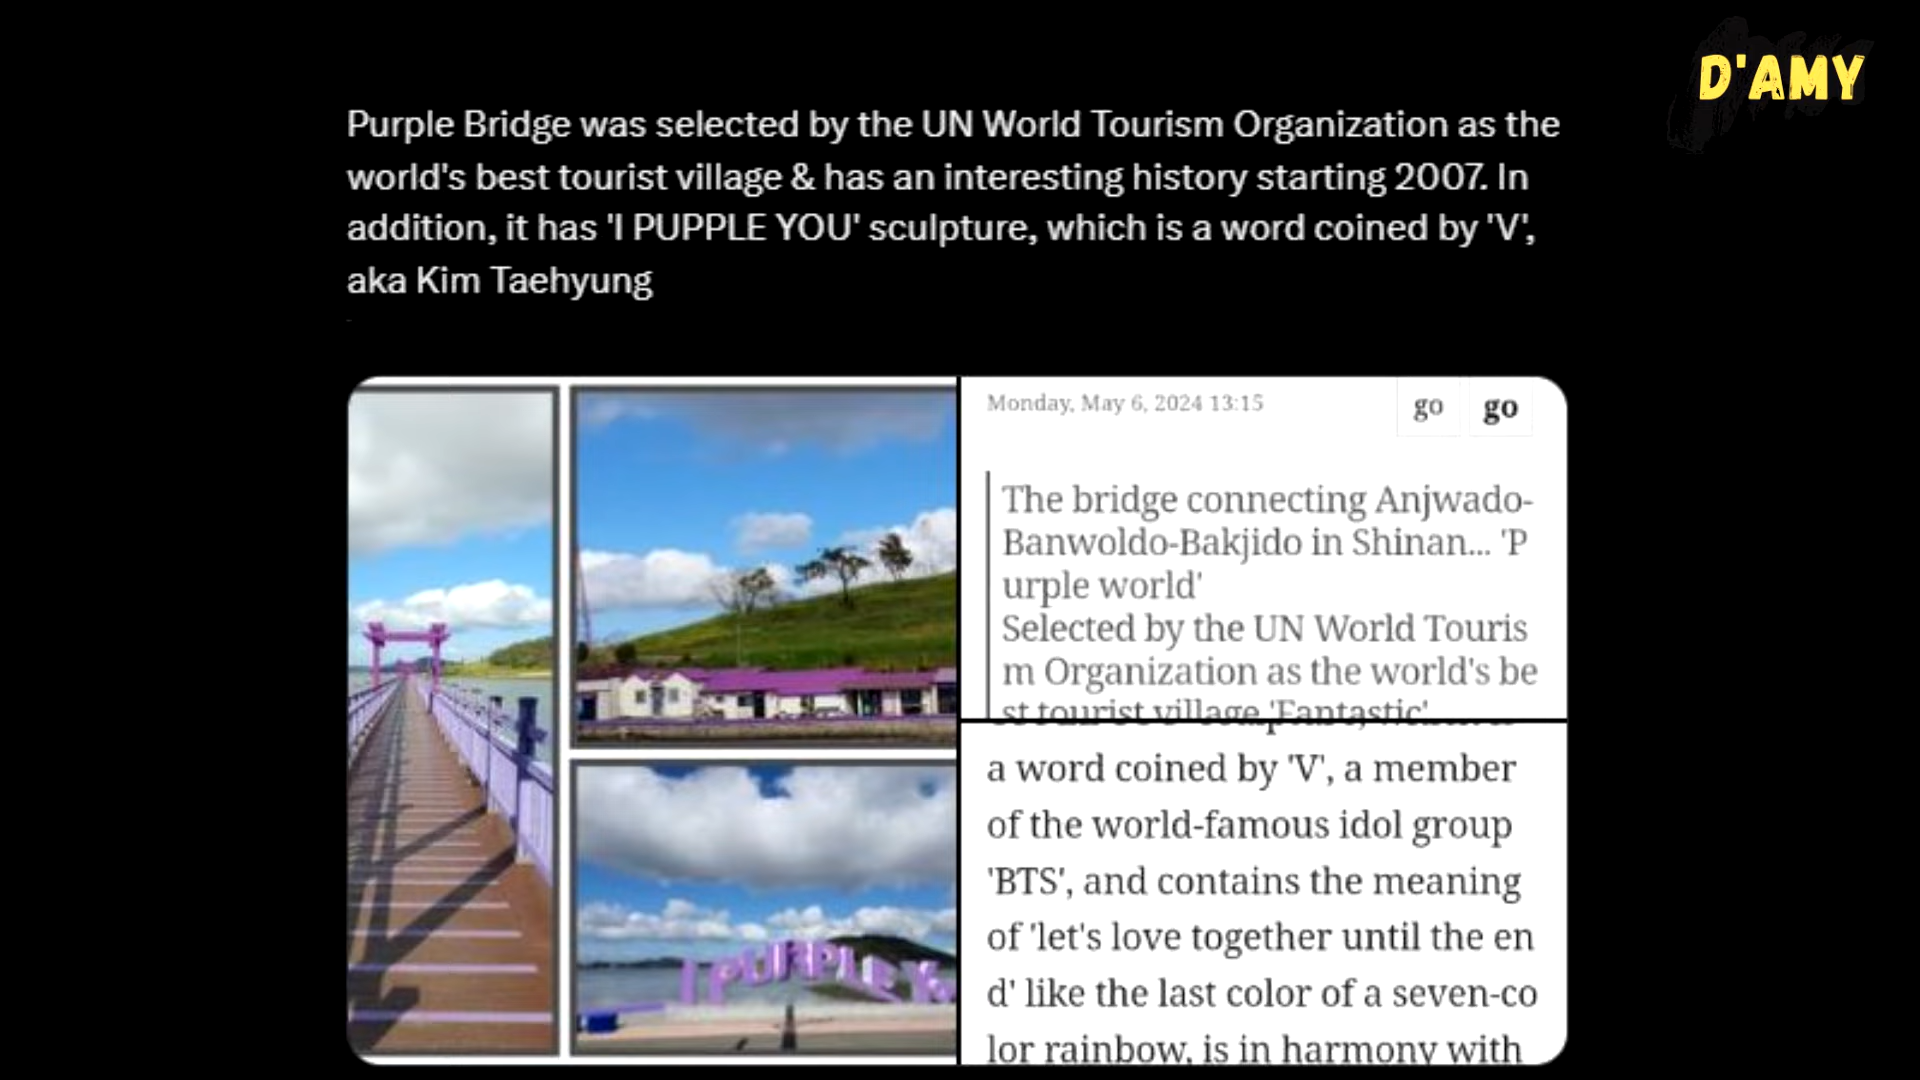 D'AMY
Purple Bridge was selected by the UN World Tourism Organization as the
world's best tourist village & has an interesting history starting 2007. In
addition, it has 'I PUPPLE YOU' sculpture, which is a word coined by 'V',
aka Kim Taehyung
I PURPLE
Monday, May 6, 2024 13:15
go go
The bridge connecting Anjwado-
Banwoldo-Bakjido in Shinan... 'P
urple world'
Selected by the UN World Touris
m Organization as the world's be
st tourist village 'Fantastic'
a word coined by 'V', a member
of the world-famous idol group
'BTS', and contains the meaning
of 'let's love together until the en
d' like the last color of a seven-co
lor rainbow, is in harmony with